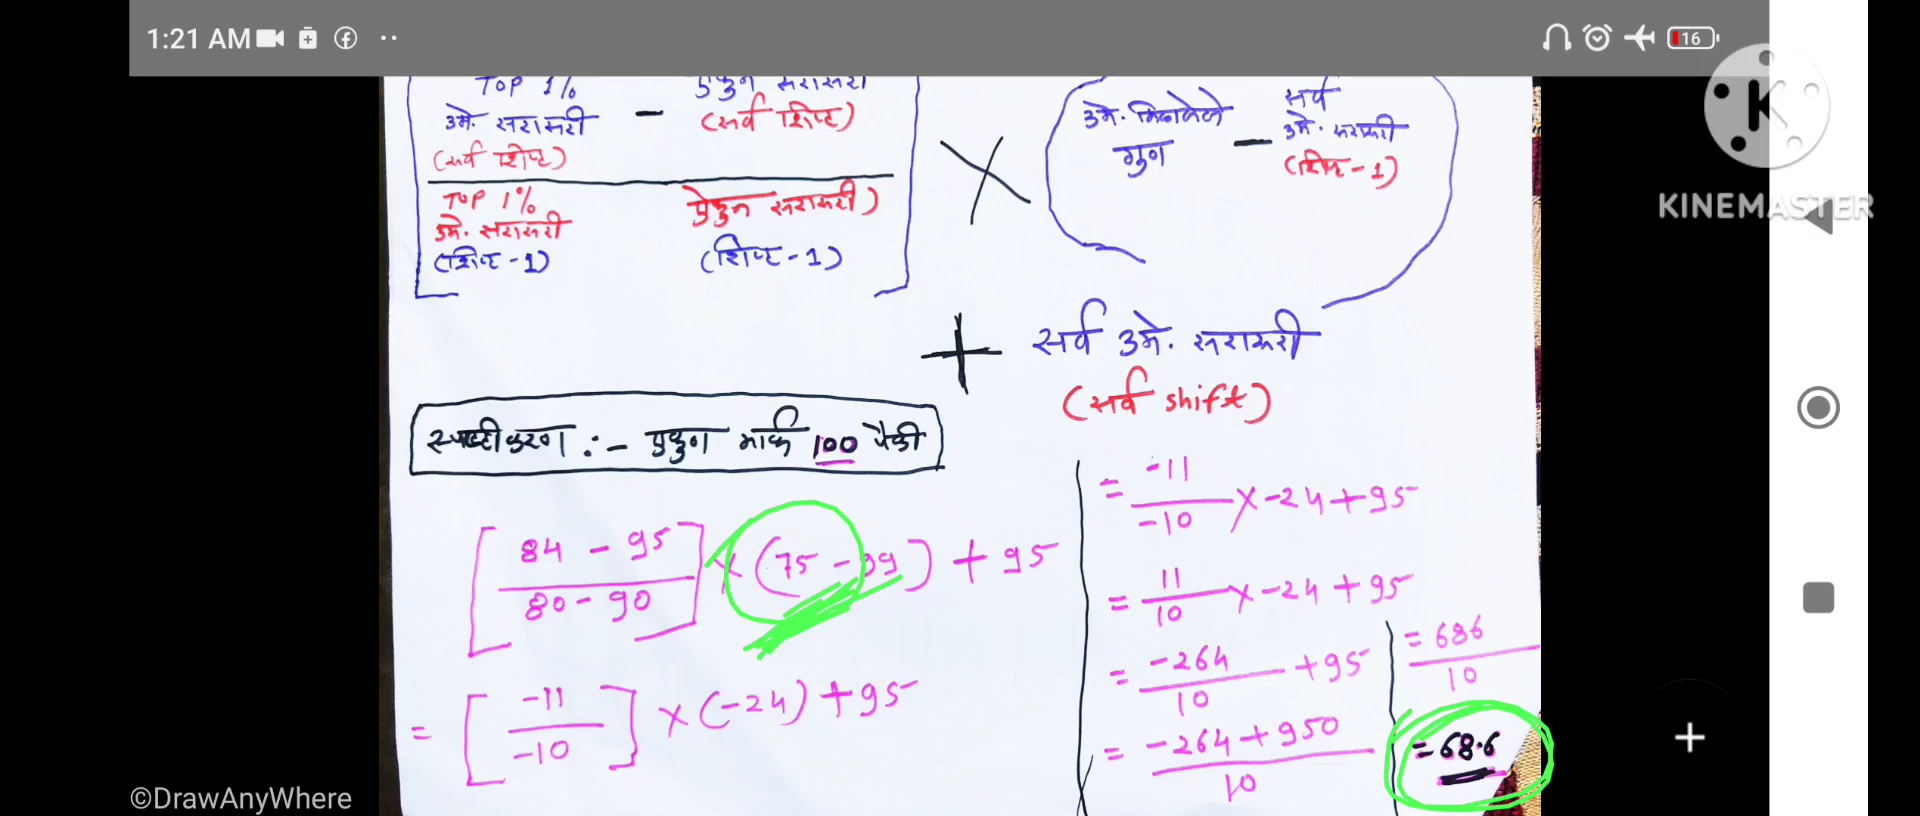 1:21 AM
16
TOP 1% एकुण सरासरी
उमे. सरासरी - (सर्व शिफ्ट)
(सर्व शिफ्ट)
TOP 1% एकुन सरासरी)
उमे. सरासरी
(शिफ्ट-1) (शिफ्ट-1)
×
उमे. मिळालेले - सर्व
गुण उमे. सरासरी
(शिफ्ट-1)
KINEMASTER
+ सर्व उमे. सरासरी
(सर्व shift)
स्पष्टीकरण :- एकुण मार्क 100 पैकी
[84 - 95 / 80 - 90] × (75 - 99) + 95
= [-11 / -10] × (-24) + 95
= -11 / -10 × -24 + 95
= 11 / 10 × -24 + 95
= -264 / 10 + 95
= -264 + 950 / 10
= 686 / 10
= 68.6
©DrawAnyWhere